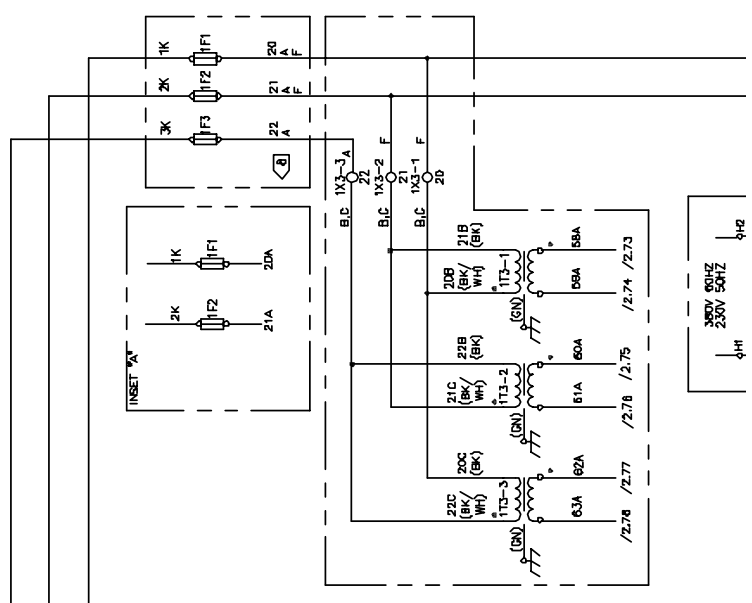 1K
1F1
20
A
F
2K
1F2
21
A
F
3K
1F3
22
A
8
A
F
F
1X3-3
22
1X3-2
21
1X3-1
20
B,C
B,C
B,C
1K
1F1
20A
2K
1F2
21A
INSET "A"
21B
(BK)
20B
(BK/
WH)
1T3-1
(GN)
58A
59A
/2.73
/2.74
22B
(BK)
21C
(BK/
WH)
1T3-2
(GN)
60A
61A
/2.75
/2.76
20C
(BK)
22C
(BK/
WH)
1T3-3
(GN)
62A
63A
/2.77
/2.78
H2
380V 60HZ
230V 50HZ
H1